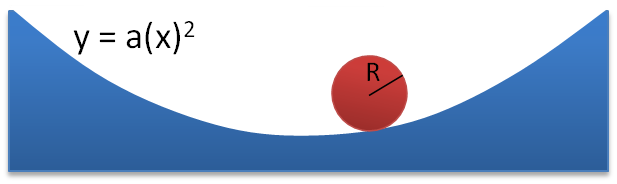 y = a(x)²
R